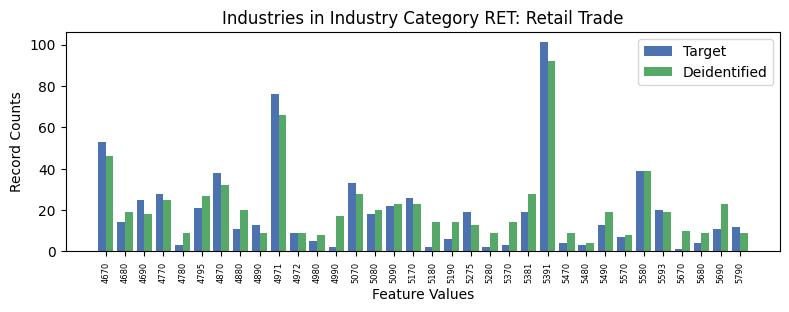 Industries in Industry Category RET: Retail Trade
Target
Deidentified
Record Counts
100
80
60
40
20
0
4670 4680 4690 4770 4780 4795 4870 4880 4890 4971 4972 4980 4990 5070 5080 5090 5170 5180 5190 5275 5280 5370 5381 5391 5470 5480 5490 5570 5580 5593 5670 5680 5690 5790
Feature Values